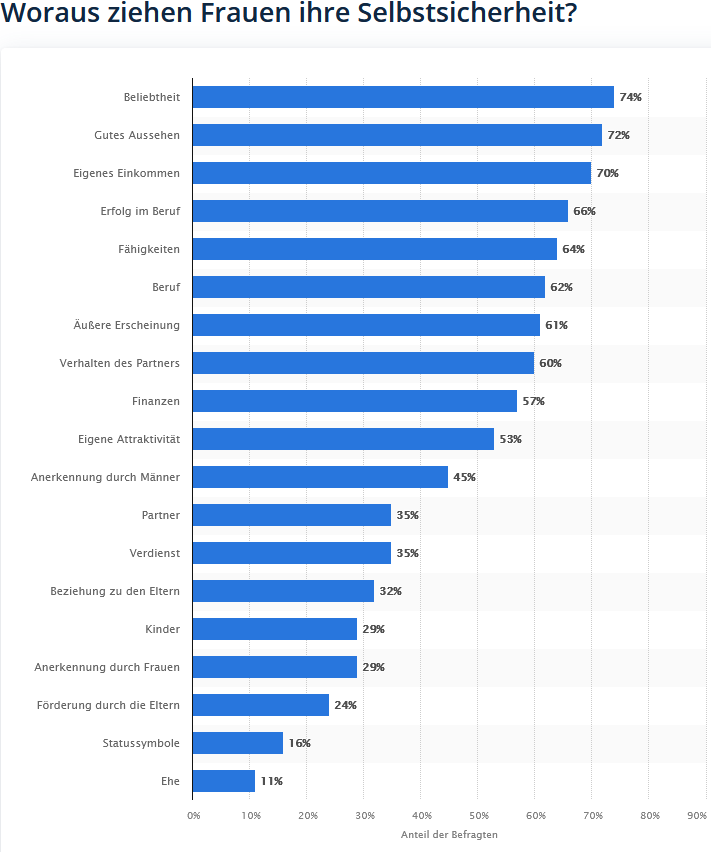 Woraus ziehen Frauen ihre Selbstsicherheit?
Beliebtheit 74%
Gutes Aussehen 72%
Eigenes Einkommen 70%
Erfolg im Beruf 66%
Fähigkeiten 64%
Beruf 62%
Äußere Erscheinung 61%
Verhalten des Partners 60%
Finanzen 57%
Eigene Attraktivität 53%
Anerkennung durch Männer 45%
Partner 35%
Verdienst 35%
Beziehung zu den Eltern 32%
Kinder 29%
Anerkennung durch Frauen 29%
Förderung durch die Eltern 24%
Statussymbole 16%
Ehe 11%
0% 10% 20% 30% 40% 50% 60% 70% 80% 90%
Anteil der Befragten